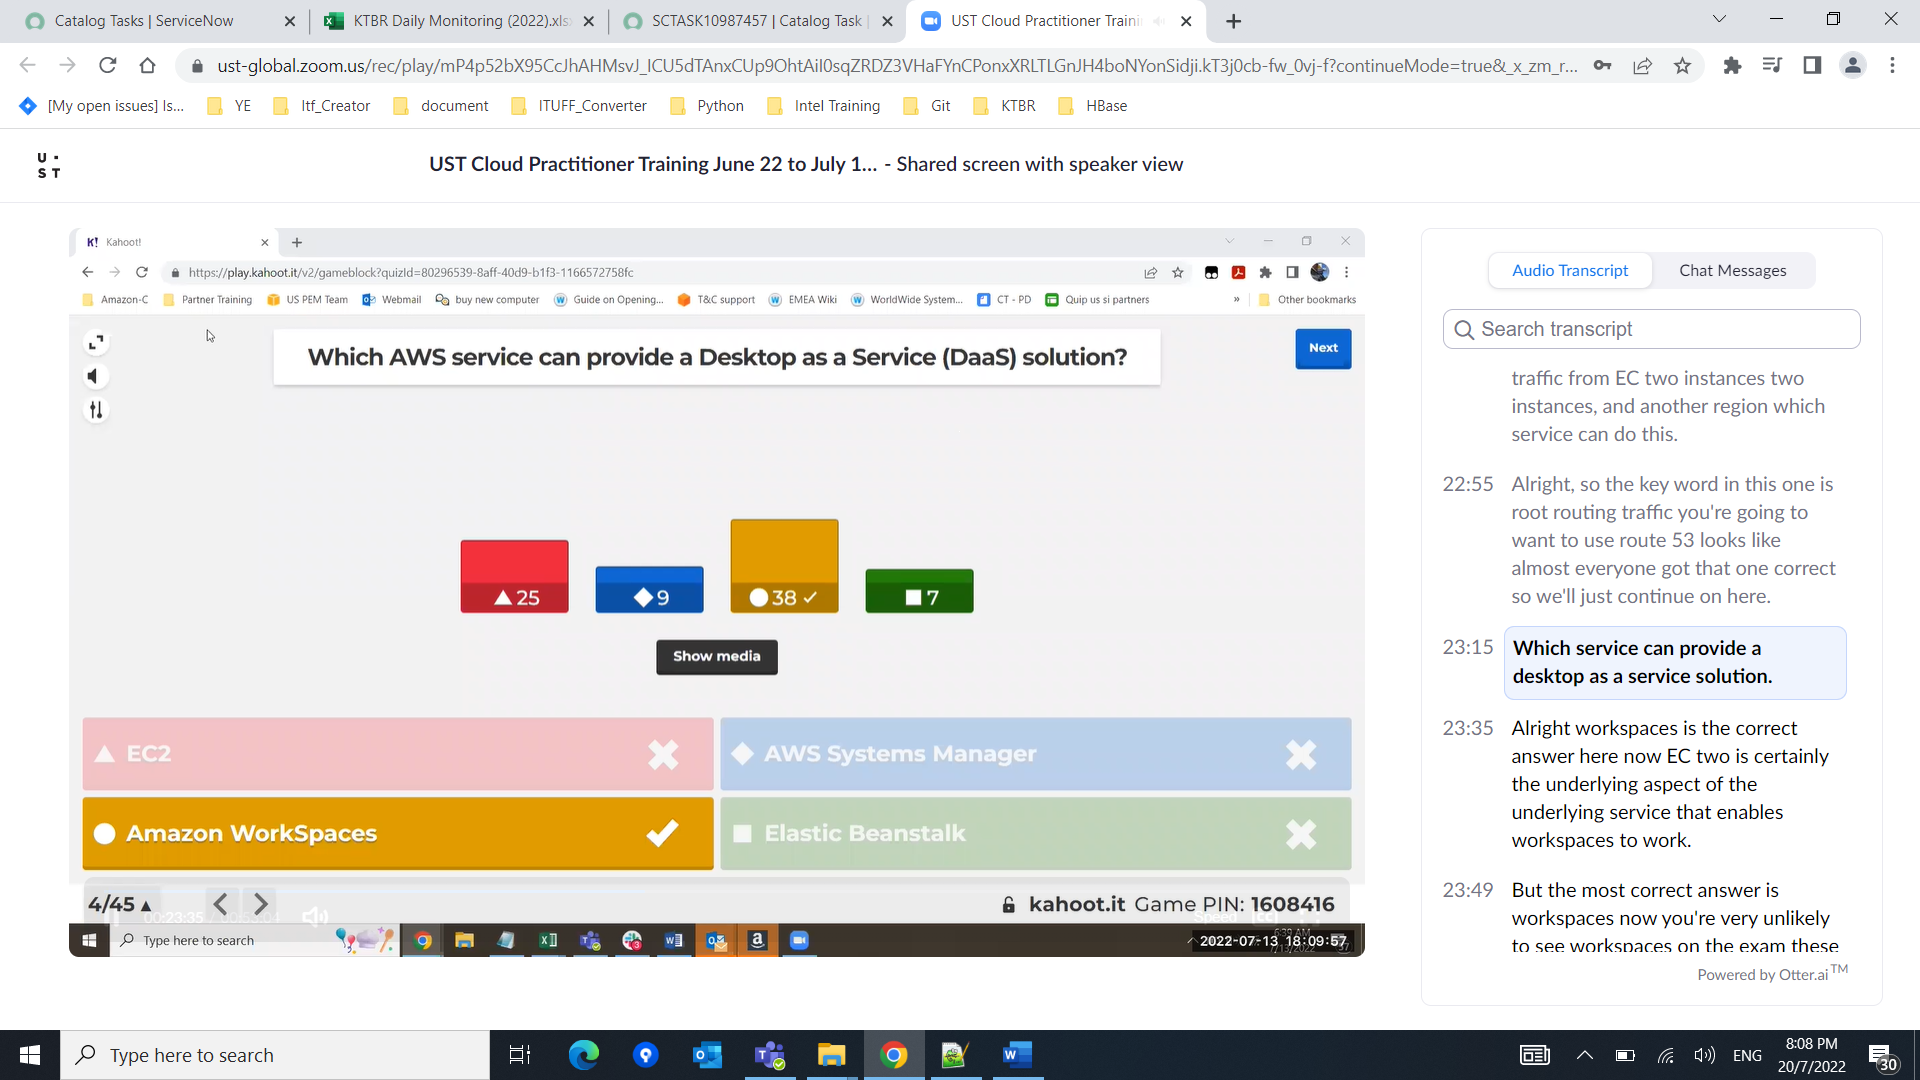 Catalog Tasks | ServiceNow
KTBR Daily Monitoring (2022).xls
SCTASK10987457 | Catalog Task |
UST Cloud Practitioner Traini
ust-global.zoom.us/rec/play/mP4p52bX95CcJhAHMsvJ_ICU5dTAnxCUp9OhtAiI0sqZRDZ3VHaFYnCPonxXRLTLGnJH4boNYonSidji.kT3j0cb-fw_0vj-f?continueMode=true&_x_zm_r...
[My open issues] Is...
YE
Itf_Creator
document
ITUFF_Converter
Python
Intel Training
Git
KTBR
HBase
U .
S T
UST Cloud Practitioner Training June 22 to July 1... - Shared screen with speaker view
K! Kahoot!
https://play.kahoot.it/v2/gameblock?quizId=80296539-8aff-40d9-b1f3-1166572758fc
Amazon-C
Partner Training
US PEM Team
Webmail
buy new computer
Guide on Opening...
T&C support
EMEA Wiki
WorldWide System...
CT - PD
Quip us si partners
»
Other bookmarks
Which AWS service can provide a Desktop as a Service (DaaS) solution?
Next
25
9
38
7
Show media
EC2
AWS Systems Manager
Amazon WorkSpaces
Elastic Beanstalk
4/45
00:23:35
Speed
CC
kahoot.it Game PIN: 1608416
Type here to search
6:39 AM
7/13/2022
2022-07-13 18:09:57
Audio Transcript
Chat Messages
Search transcript
traffic from EC two instances two
instances, and another region which
service can do this.
22:55 Alright, so the key word in this one is
root routing traffic you're going to
want to use route 53 looks like
almost everyone got that one correct
so we'll just continue on here.
23:15 Which service can provide a
desktop as a service solution.
23:35 Alright workspaces is the correct
answer here now EC two is certainly
the underlying aspect of the
underlying service that enables
workspaces to work.
23:49 But the most correct answer is
workspaces now you're very unlikely
to see workspaces on the exam these
Powered by Otter.ai TM
Type here to search
ENG
8:08 PM
20/7/2022
30